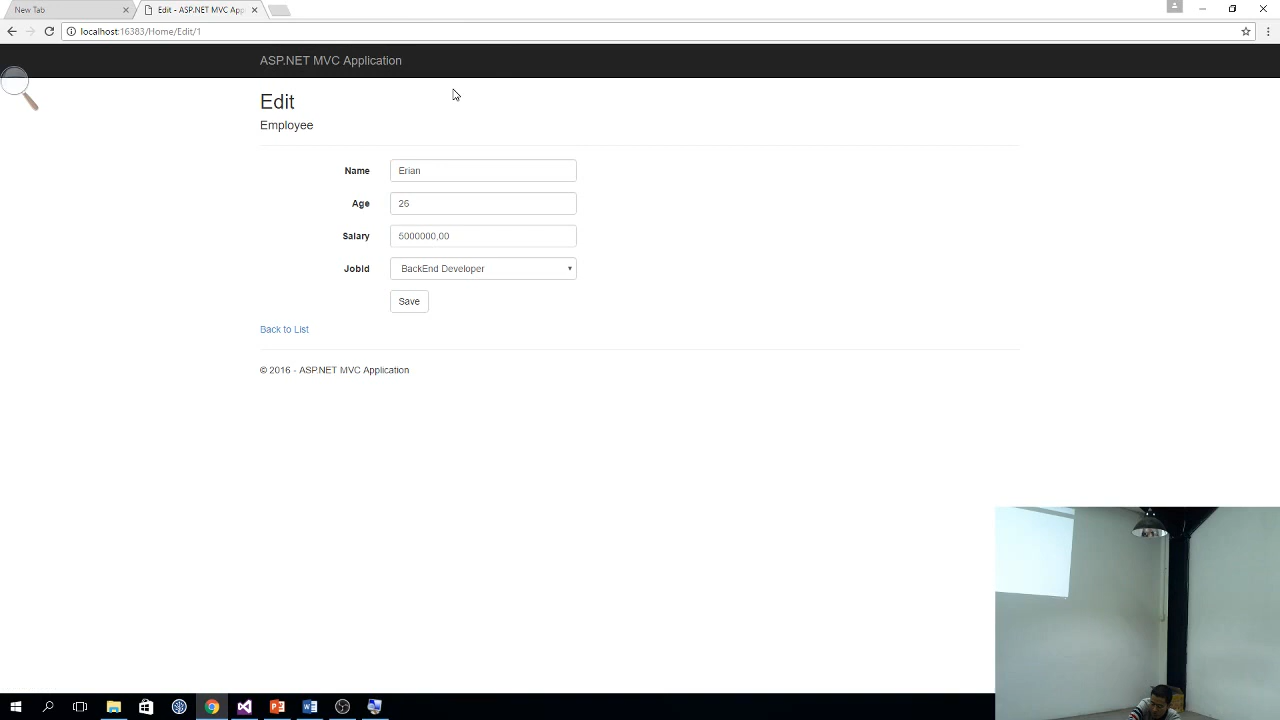 New Tab
Edit - ASP.NET MVC App
localhost:16383/Home/Edit/1
ASP.NET MVC Application
Edit
Employee
Name
Erian
Age
26
Salary
5000000,00
JobId
BackEnd Developer
Save
Back to List
© 2016 - ASP.NET MVC Application